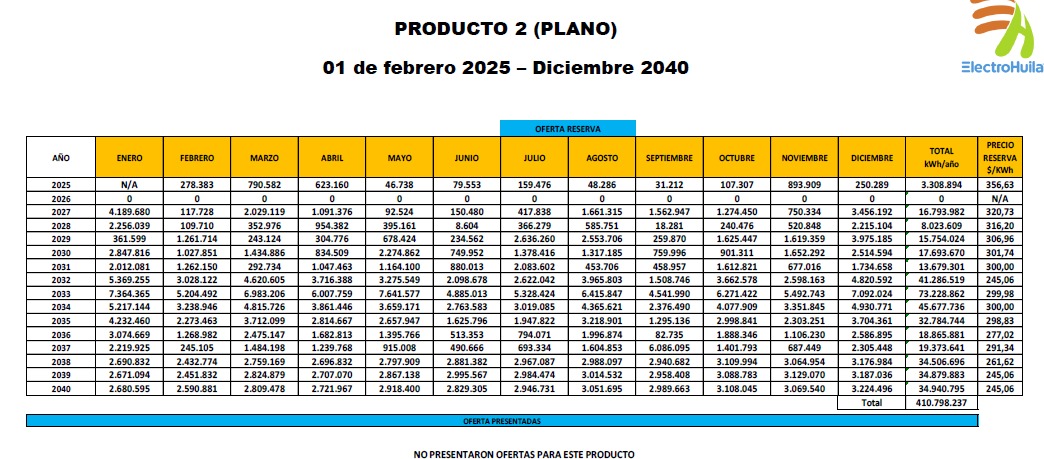 PRODUCTO 2 (PLANO)
01 de febrero 2025 – Diciembre 2040
ElectroHuila
OFERTA RESERVA
AÑO ENERO FEBRERO MARZO ABRIL MAYO JUNIO JULIO AGOSTO SEPTIEMBRE OCTUBRE NOVIEMBRE DICIEMBRE TOTAL kWh/año PRECIO RESERVA $/KWh
2025 N/A 278.383 790.582 623.160 46.738 79.553 159.476 48.286 31.212 107.307 893.909 250.289 3.308.894 356,63
2026 0 0 0 0 0 0 0 0 0 0 0 0 0 N/A
2027 4.189.680 117.728 2.029.119 1.091.376 92.524 150.480 417.838 1.661.315 1.562.947 1.274.450 750.334 3.456.192 16.793.982 320,73
2028 2.256.039 109.710 352.976 954.382 395.161 8.604 366.279 585.751 18.281 240.476 520.848 2.215.104 8.023.609 316,20
2029 361.599 1.261.714 243.124 304.776 678.424 234.562 2.636.260 2.553.706 259.870 1.625.447 1.619.359 3.975.185 15.754.024 306,96
2030 2.847.816 1.027.851 1.434.886 834.509 2.274.862 749.952 1.378.416 1.317.185 759.996 901.311 1.652.292 2.514.594 17.693.670 301,74
2031 2.012.081 1.262.150 292.734 1.047.463 1.164.100 880.013 2.083.602 453.706 458.957 1.612.821 677.016 1.734.658 13.679.301 300,00
2032 5.369.255 3.028.122 4.620.605 3.716.388 3.275.549 2.098.678 2.622.042 3.965.803 1.508.746 3.662.578 2.598.163 4.820.592 41.286.519 245,06
2033 7.364.365 5.204.492 6.983.206 6.007.759 7.641.577 4.885.013 5.328.424 6.415.847 4.541.990 6.271.422 5.492.743 7.092.024 73.228.862 299,98
2034 5.217.144 3.238.946 4.815.726 3.861.446 3.659.171 2.763.583 3.019.085 4.365.621 2.376.490 4.077.909 3.351.845 4.930.771 45.677.736 300,00
2035 4.232.460 2.273.463 3.712.099 2.814.667 2.657.947 1.625.796 1.947.822 3.218.901 1.295.136 2.998.841 2.303.251 3.704.361 32.784.744 298,83
2036 3.074.669 1.268.982 2.475.147 1.682.813 1.395.766 513.353 794.071 1.996.874 82.735 1.888.346 1.106.230 2.586.895 18.865.881 277,02
2037 2.219.925 245.105 1.484.198 1.239.768 915.008 490.666 693.334 1.604.853 6.086.095 1.401.793 687.449 2.305.448 19.373.641 291,34
2038 2.690.832 2.432.774 2.759.169 2.696.832 2.797.909 2.881.382 2.967.087 2.988.097 2.940.682 3.109.994 3.064.954 3.176.984 34.506.696 261,62
2039 2.671.094 2.451.832 2.824.879 2.707.070 2.867.138 2.995.567 2.984.474 3.014.532 2.958.408 3.088.783 3.129.070 3.187.036 34.879.883 245,06
2040 2.680.595 2.590.881 2.809.478 2.721.967 2.918.400 2.829.305 2.946.731 3.051.695 2.989.663 3.108.045 3.069.540 3.224.496 34.940.795 245,06
Total 410.798.237
OFERTA PRESENTADAS
NO PRESENTARON OFERTAS PARA ESTE PRODUCTO